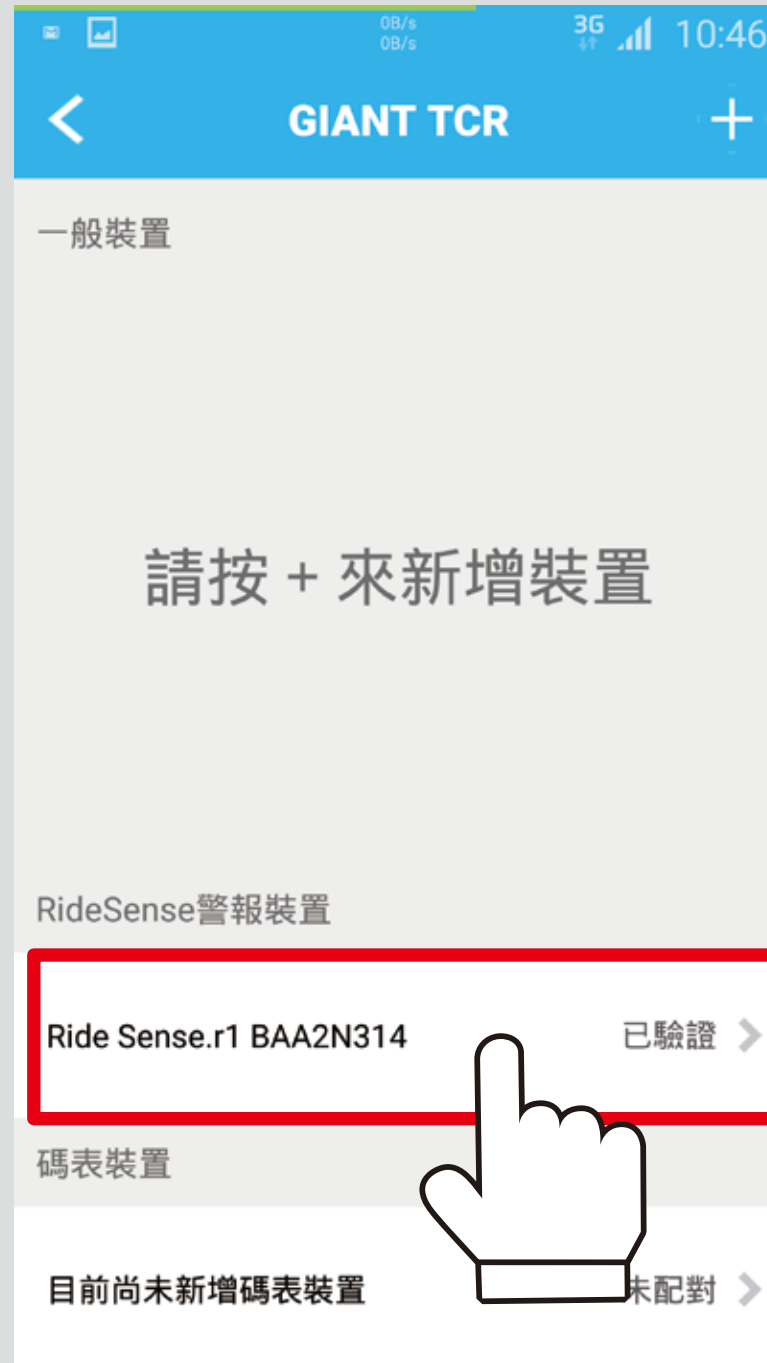 0B/s
0B/s
3G
10:46
GIANT TCR
一般裝置
請按 + 來新增裝置
RideSense警報裝置
Ride Sense.r1 BAA2N314 已驗證
碼表裝置
目前尚未新增碼表裝置 未配對